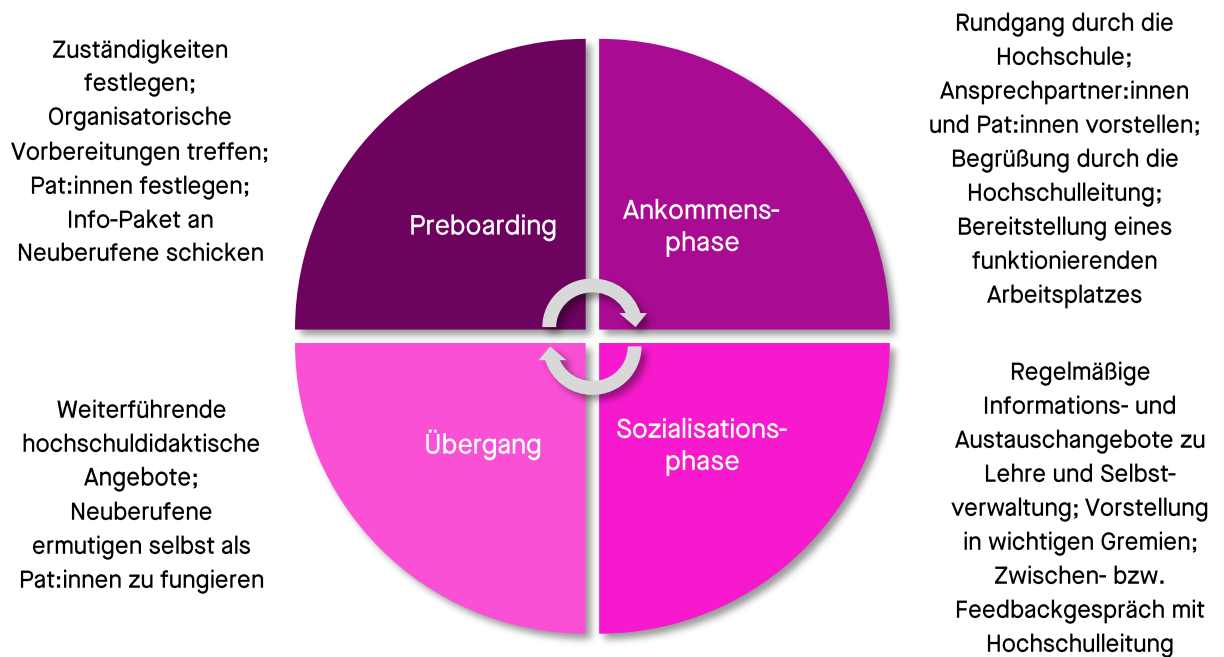 Zuständigkeiten
festlegen;
Organisatorische
Vorbereitungen treffen;
Pat:innen festlegen;
Info-Paket an
Neuberufene schicken
Preboarding
Ankommens-
phase
Rundgang durch die
Hochschule;
Ansprechpartner:innen
und Pat:innen vorstellen;
Begrüßung durch die
Hochschulleitung;
Bereitstellung eines
funktionierenden
Arbeitsplatzes
Weiterführende
hochschuldidaktische
Angebote;
Neuberufene
ermutigen selbst als
Pat:innen zu fungieren
Übergang
Sozialisations-
phase
Regelmäßige
Informations- und
Austauschangebote zu
Lehre und Selbst-
verwaltung; Vorstellung
in wichtigen Gremien;
Zwischen- bzw.
Feedbackgespräch mit
Hochschulleitung